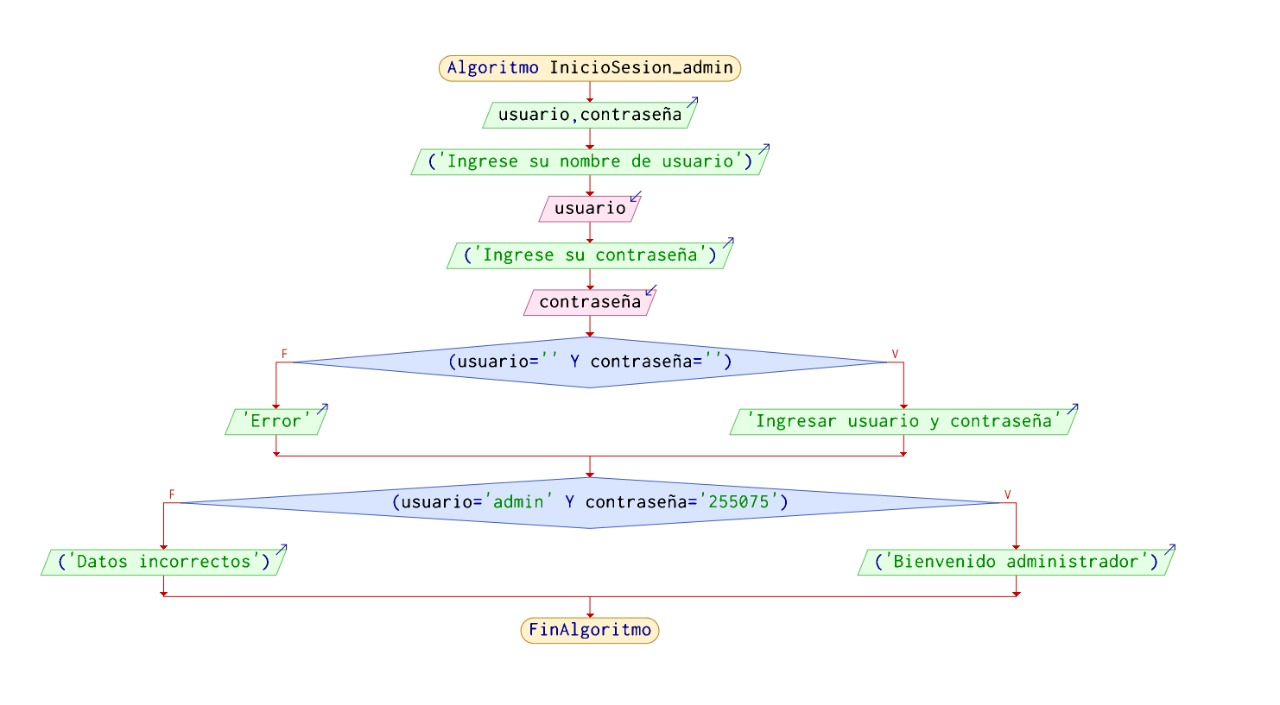 Algoritmo InicioSesion_admin
usuario,contraseña
('Ingrese su nombre de usuario')
usuario
('Ingrese su contraseña')
contraseña
F
(usuario='' Y contraseña='')
V
'Error'
'Ingresar usuario y contraseña'
F
(usuario='admin' Y contraseña='255075')
V
('Datos incorrectos')
('Bienvenido administrador')
FinAlgoritmo